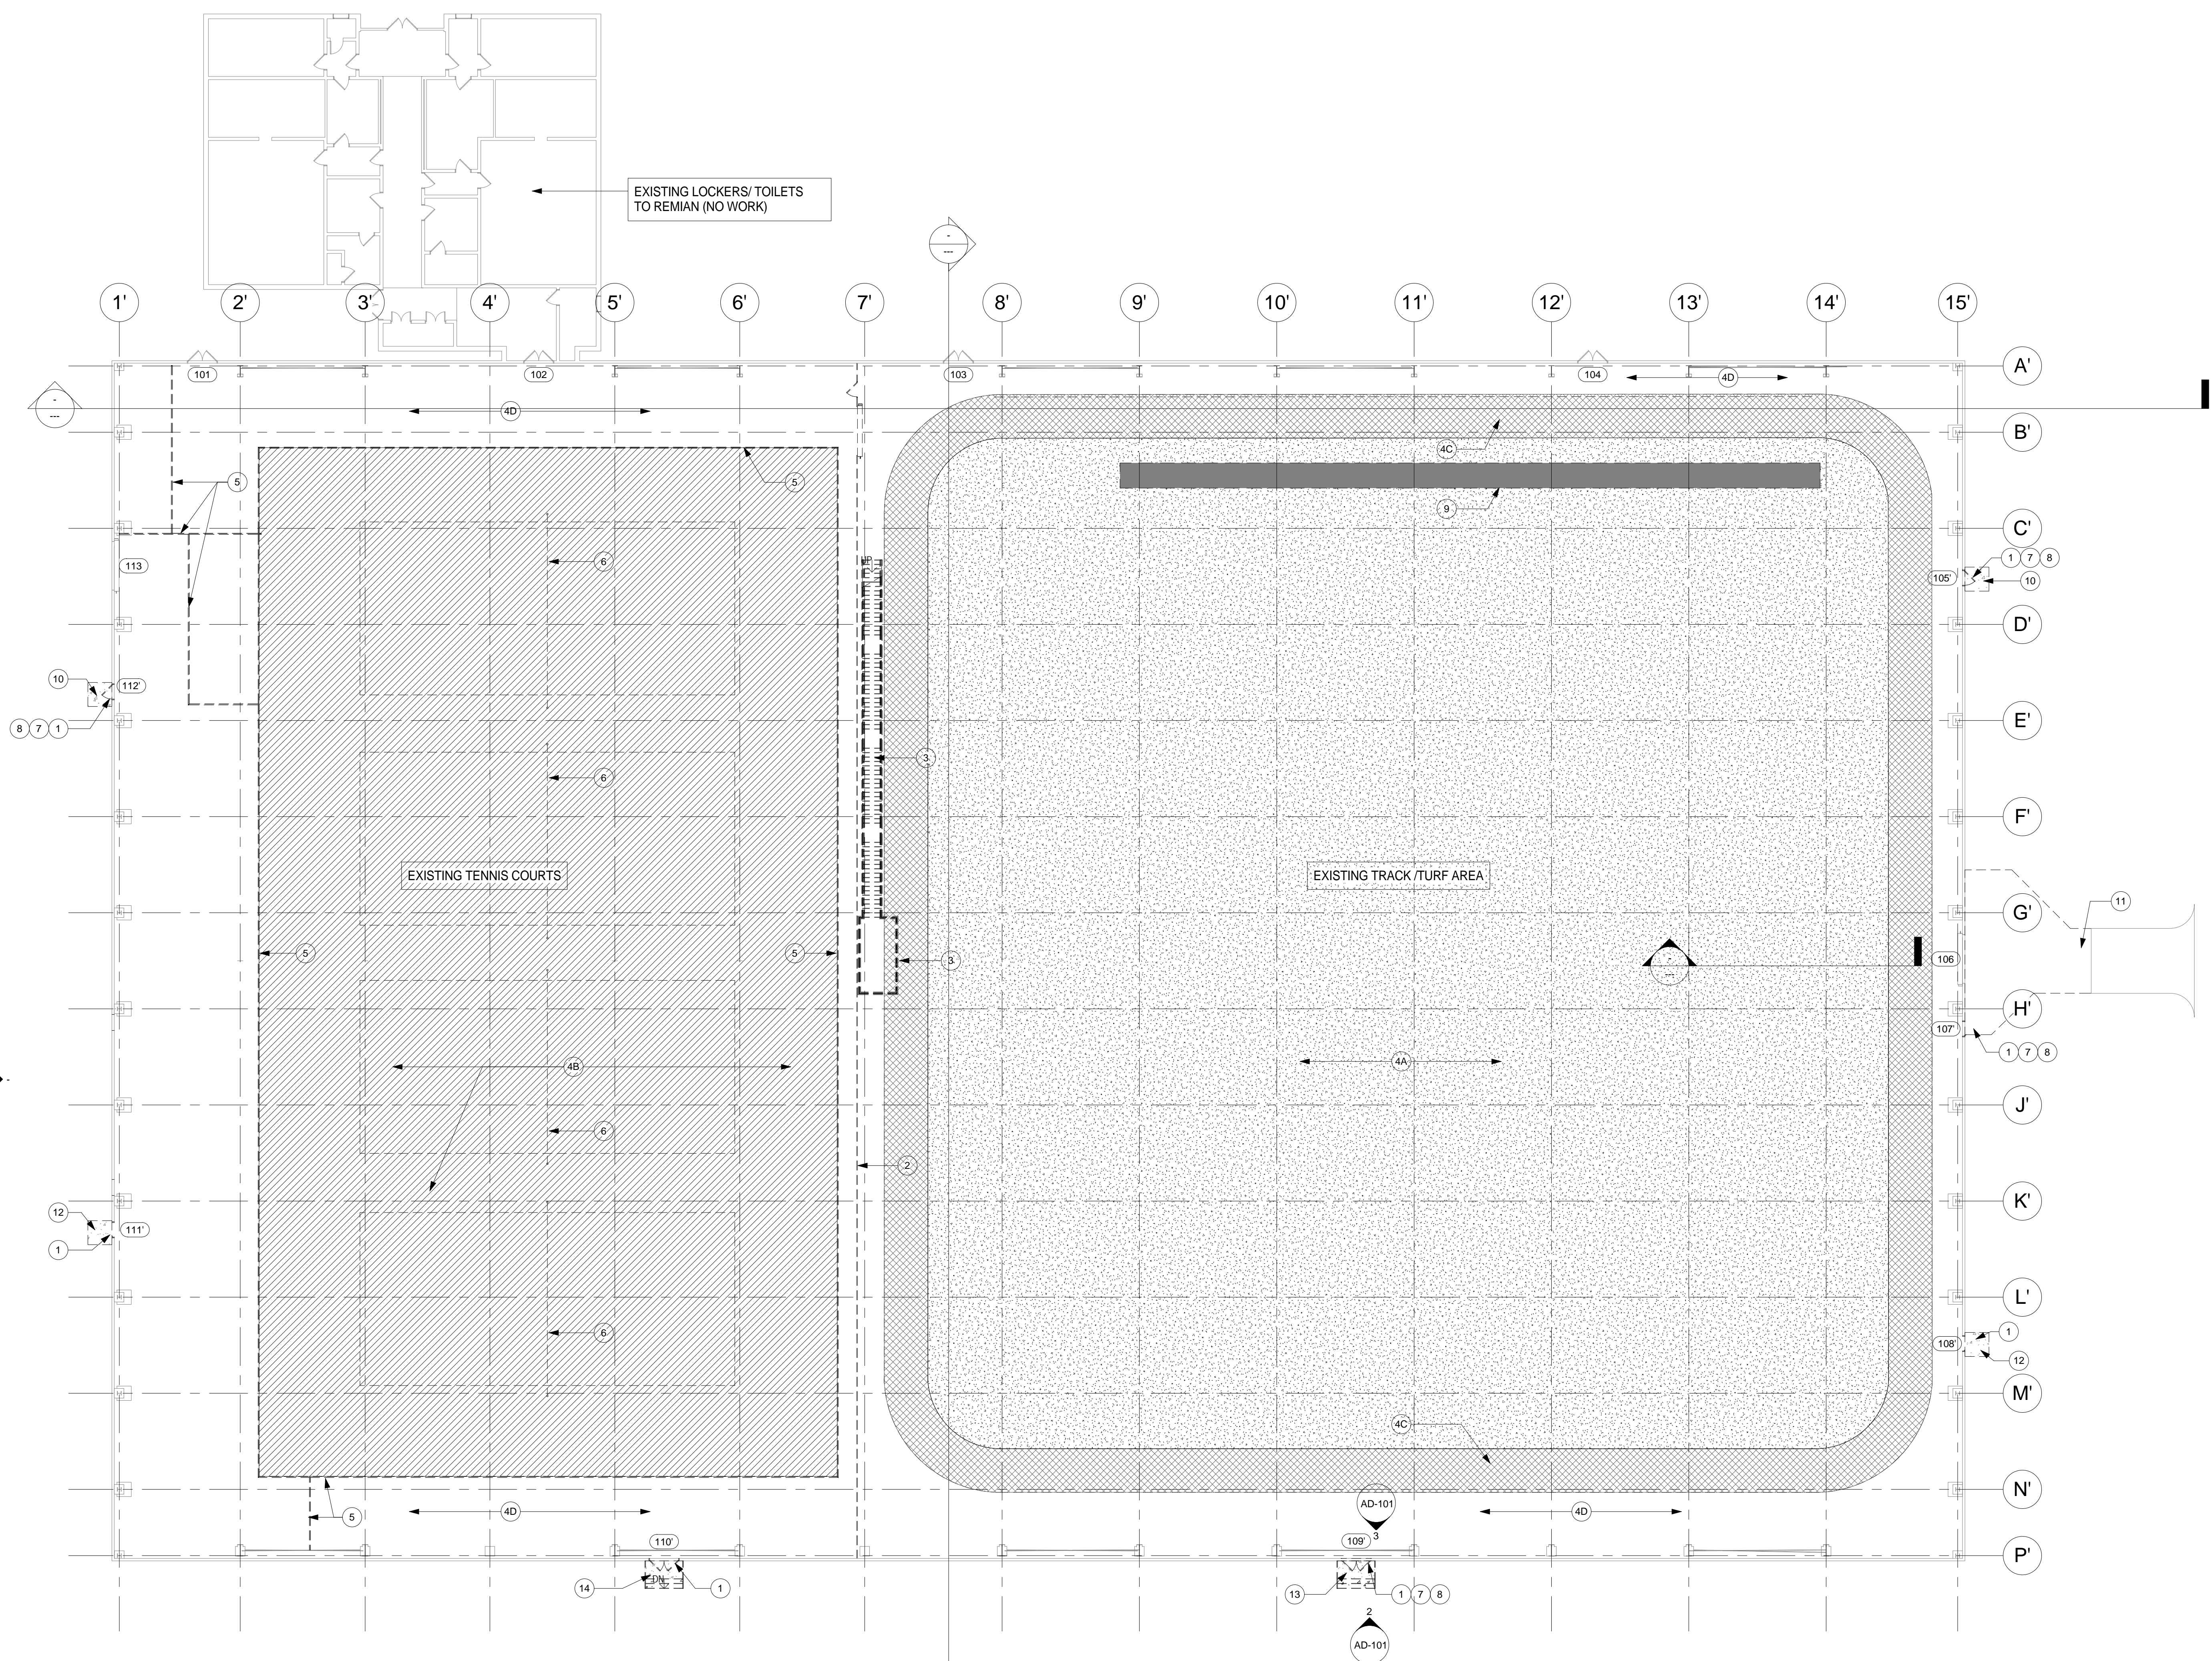 EXISTING LOCKERS/ TOILETS
TO REMIAN (NO WORK)
-
---
1'
2'
3'
4'
5'
6'
7'
8'
9'
10'
11'
12'
13'
14'
15'
101
102
103
104
4D
A'
-
---
4D
B'
4C
5
5
9
C'
6
UP
113
105'
1 7 8
10
D'
10
112'
8 7 1
E'
3
6
F'
EXISTING TENNIS COURTS
EXISTING TRACK /TURF AREA
11
G'
5
5
3
106
-
---
H'
107'
1 7 8
4B
4A
-
J'
6
2
K'
12
111'
1
L'
6
108'
1
12
M'
4C
N'
AD-101
3
4D
4D
5
110'
109'
P'
14
DN
1
13
1 7 8
2
AD-101